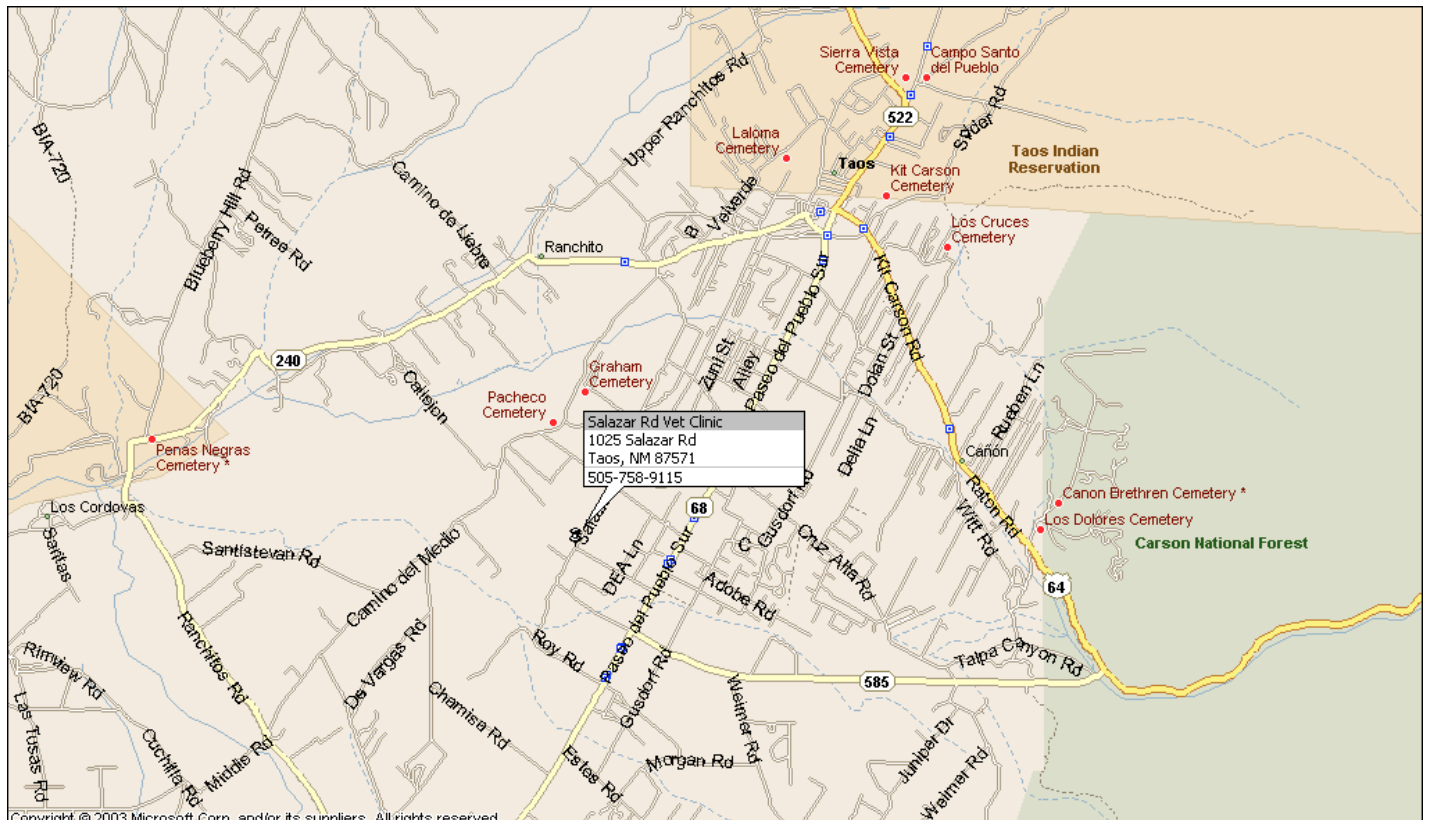 Sierra Vista
Cemetery
Campo Santo
del Pueblo
522
Upper Ranchitos Rd
Spider Rd
BIA-720
Laloma
Cemetery
Taos
Taos Indian
Reservation
Kit Carson
Cemetery
Camino de Liebre
Blueberry Hill Rd
Petree Rd
B
Valverde
Los Cruces
Cemetery
Ranchito
Paseo del Pueblo Sur
Kit Carson Rd
240
Zuni St
Alley
Dolan St
Graham
Cemetery
Callejon
BIA-720
Pacheco
Cemetery
Rueben Ln
Salazar Rd Vet Clinic
1025 Salazar Rd
Taos, NM 87571
505-758-9115
Penas Negras
Cemetery *
Delia Ln
Cañon
Raton Rd
Canon Brethren Cemetery *
Los Dolores Cemetery
Carson National Forest
Los Cordovas
68
Gusdorf Rd
Witt Rd
Santistevan Rd
Camino del Medio
DEA Ln
C
Cruz Alta Rd
Paseo del Pueblo Sur
Adobe Rd
64
Ranchitos Rd
De Vargas Rd
Roy Rd
Gusdorf Rd
Talpa Canyon Rd
585
Rimview Rd
Las Tusas Rd
Chamisa Rd
Weimer Rd
Cuchilla Rd
Middle Rd
Estes Rd
Morgan Rd
Juniper Dr
Weimer Rd
Copyright © 2003 Microsoft Corp. and/or its suppliers. All rights reserved.